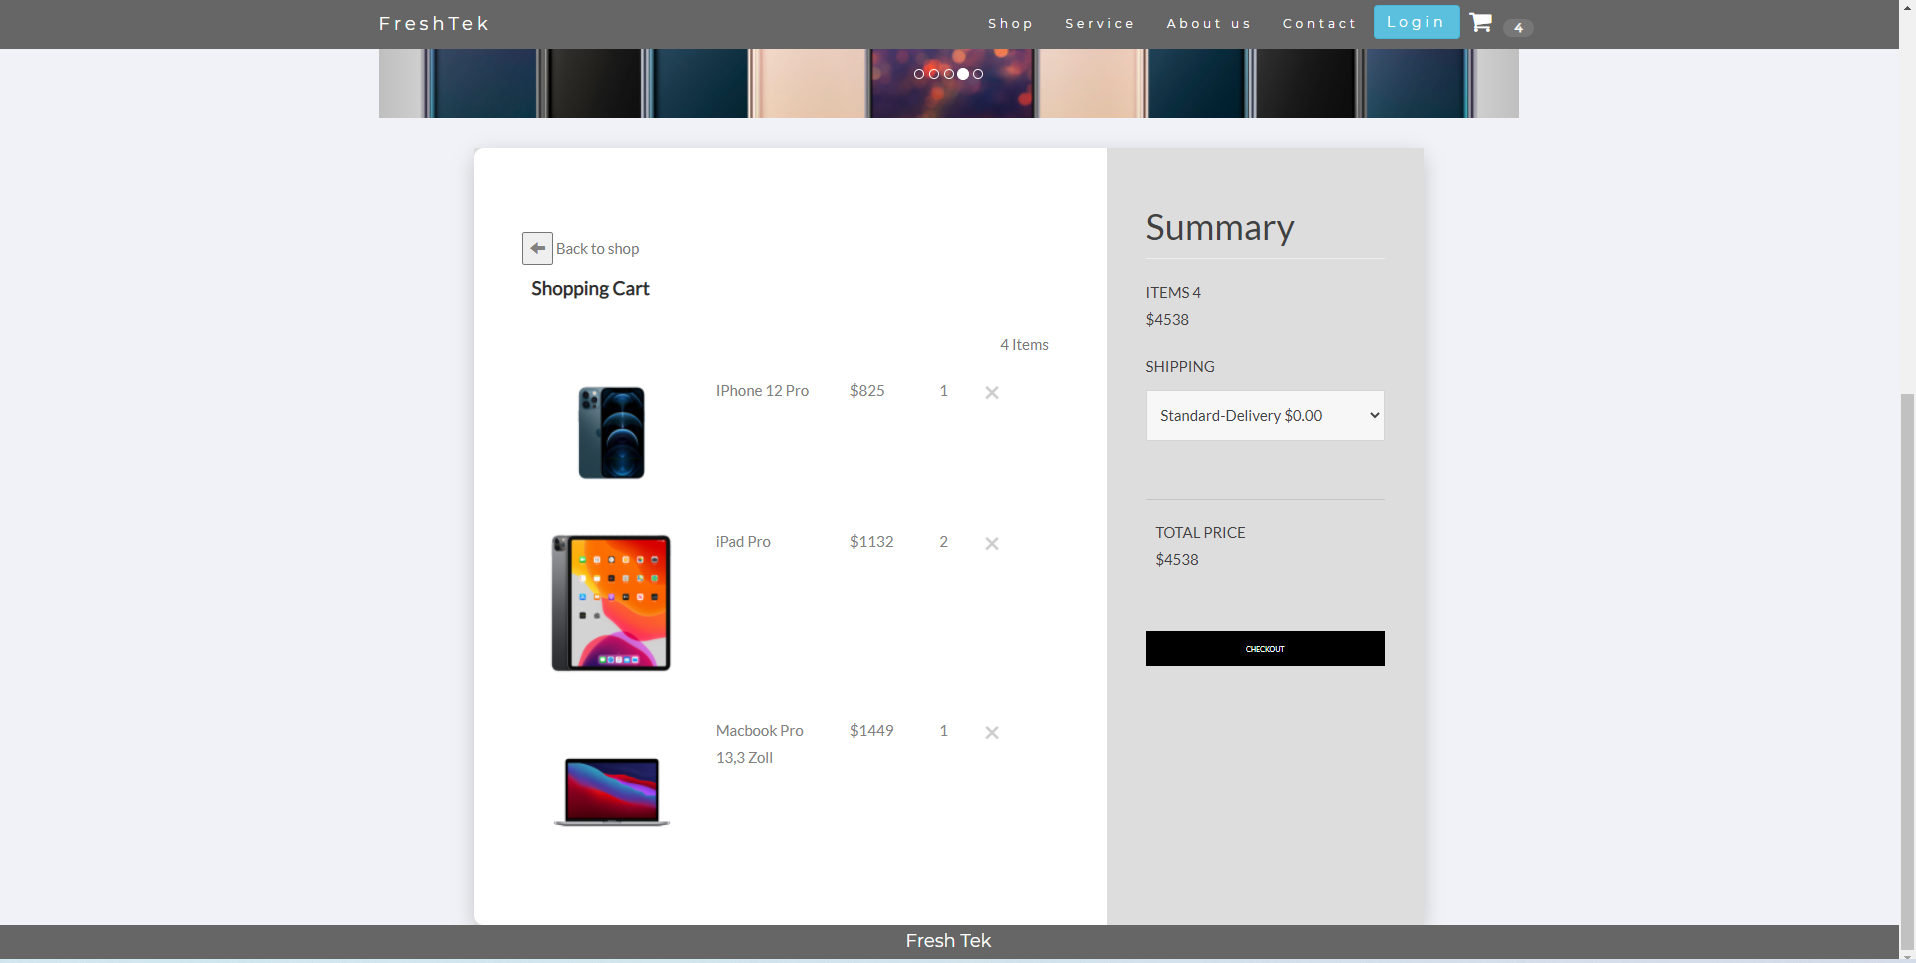 FreshTek
Shop Service About us Contact Login 4
Back to shop
Shopping Cart
4 Items
IPhone 12 Pro $825 1 ×
iPad Pro $1132 2 ×
Macbook Pro $1449 1 ×
13,3 Zoll
Summary
ITEMS 4
$4538
SHIPPING
Standard-Delivery $0.00
TOTAL PRICE
$4538
CHECKOUT
Fresh Tek